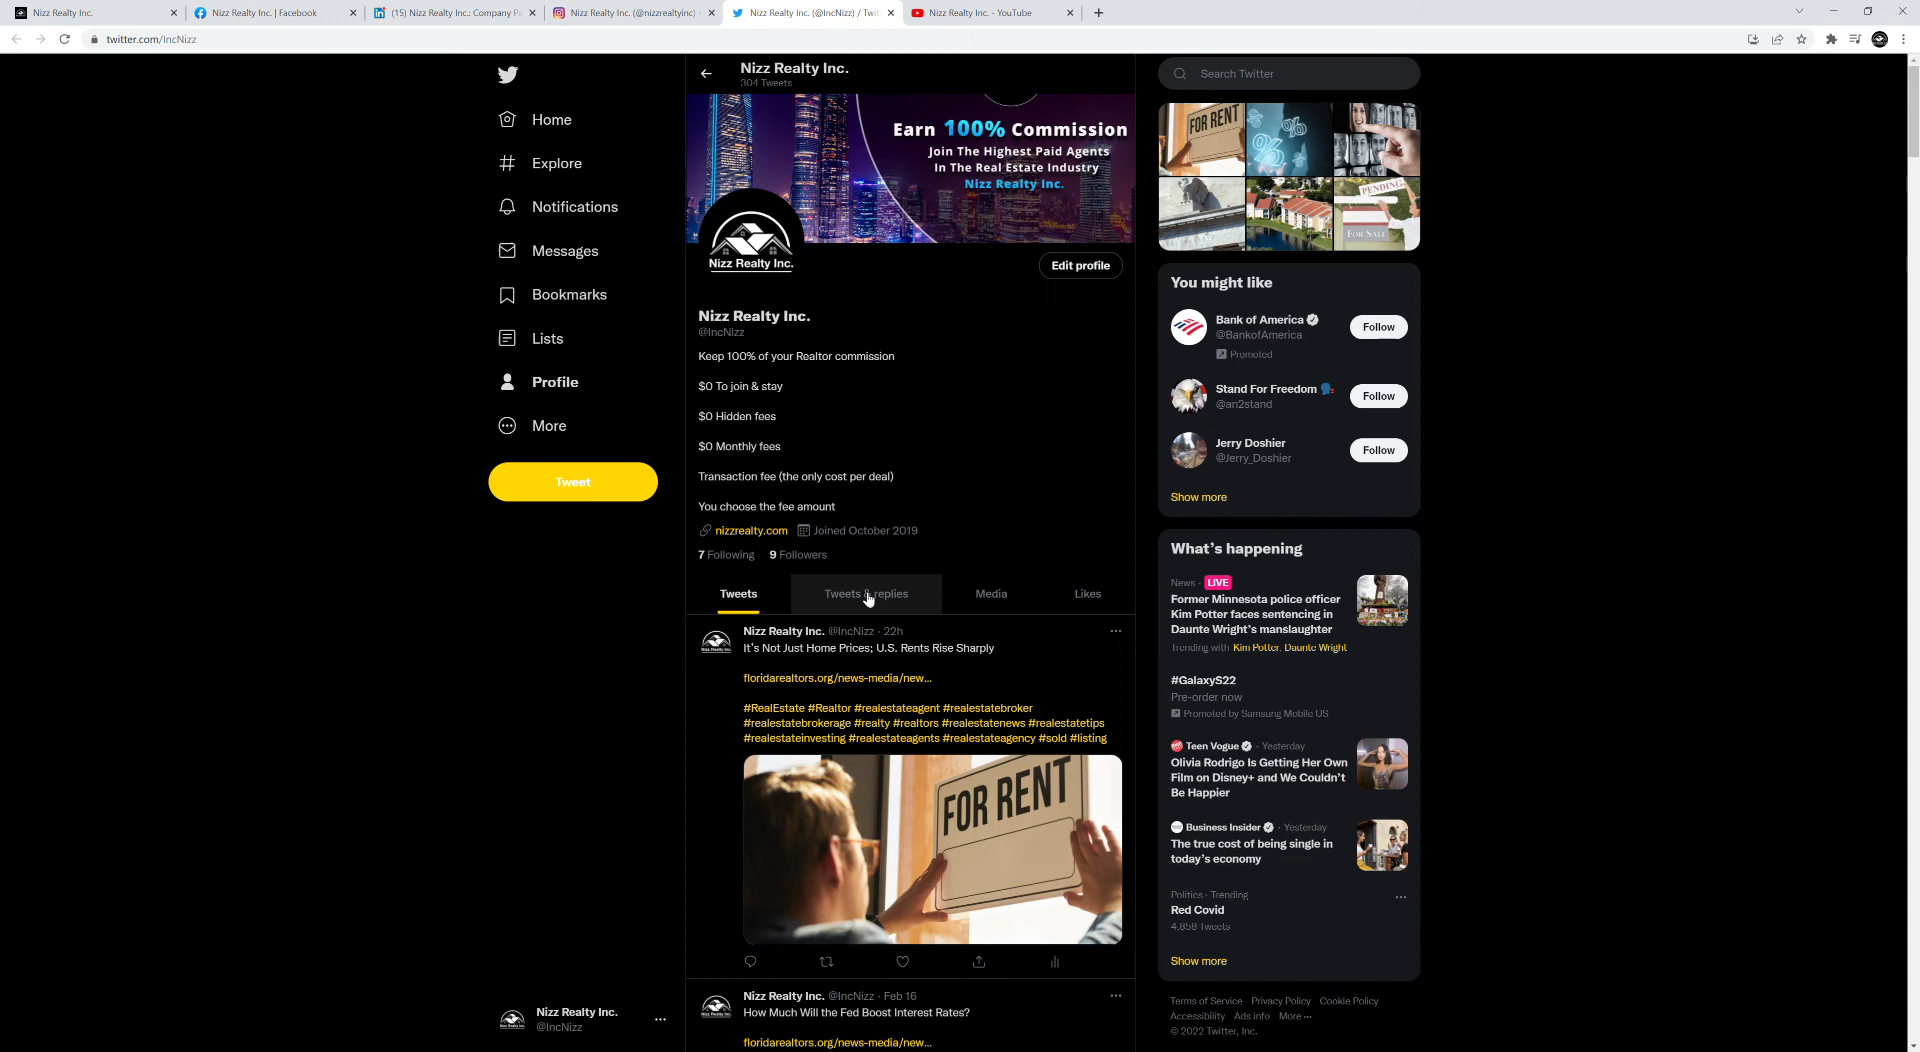 Nizz Realty Inc.
Nizz Realty Inc. | Facebook
(15) Nizz Realty Inc.: Company Pa
Nizz Realty Inc. (@nizzrealtyinc) ·
Nizz Realty Inc. (@IncNizz) / Twitt
Nizz Realty Inc. - YouTube
twitter.com/IncNizz
Home
Explore
Notifications
Messages
Bookmarks
Lists
Profile
More
Tweet
Nizz Realty Inc.
@IncNizz
Nizz Realty Inc.
304 Tweets
Earn 100% Commission
Join The Highest Paid Agents
In The Real Estate Industry
Nizz Realty Inc.
Nizz Realty Inc.
Edit profile
Nizz Realty Inc.
@IncNizz
Keep 100% of your Realtor commission
$0 To join & stay
$0 Hidden fees
$0 Monthly fees
Transaction fee (the only cost per deal)
You choose the fee amount
nizzrealty.com Joined October 2019
7 Following 9 Followers
Tweets
Tweets & replies
Media
Likes
Nizz Realty Inc. @IncNizz · 22h
It's Not Just Home Prices; U.S. Rents Rise Sharply
floridarealtors.org/news-media/new...
#RealEstate #Realtor #realestateagent #realestatebroker
#realestatebrokerage #realty #realtors #realestatenews #realestatetips
#realestateinvesting #realestateagents #realestateagency #sold #listing
FOR RENT
Nizz Realty Inc. @IncNizz · Feb 16
How Much Will the Fed Boost Interest Rates?
floridarealtors.org/news-media/new...
Search Twitter
FOR RENT
PENDING
FOR SALE
You might like
Bank of America
@BankofAmerica
Promoted
Follow
Stand For Freedom
@an2stand
Follow
Jerry Doshier
@Jerry_Doshier
Follow
Show more
What's happening
News · LIVE
Former Minnesota police officer
Kim Potter faces sentencing in
Daunte Wright's manslaughter
Trending with Kim Potter, Daunte Wright
#GalaxyS22
Pre-order now
Promoted by Samsung Mobile US
Teen Vogue · Yesterday
Olivia Rodrigo Is Getting Her Own
Film on Disney+ and We Couldn't
Be Happier
Business Insider · Yesterday
The true cost of being single in
today's economy
Politics · Trending
Red Covid
4,858 Tweets
Show more
Terms of Service Privacy Policy Cookie Policy
Accessibility Ads info More ...
© 2022 Twitter, Inc.